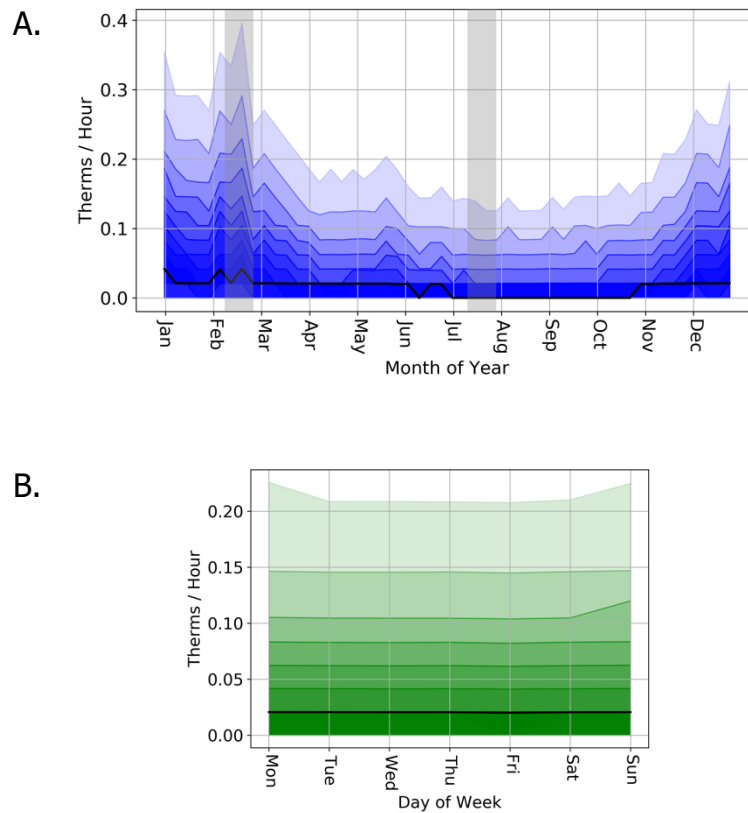 A.
0.4
0.3
0.2
0.1
0.0
Therms / Hour
Jan
Feb
Mar
Apr
May
Jun
Jul
Aug
Sep
Oct
Nov
Dec
Month of Year
B.
0.20
0.15
0.10
0.05
0.00
Therms / Hour
Mon
Tue
Wed
Thu
Fri
Sat
Sun
Day of Week